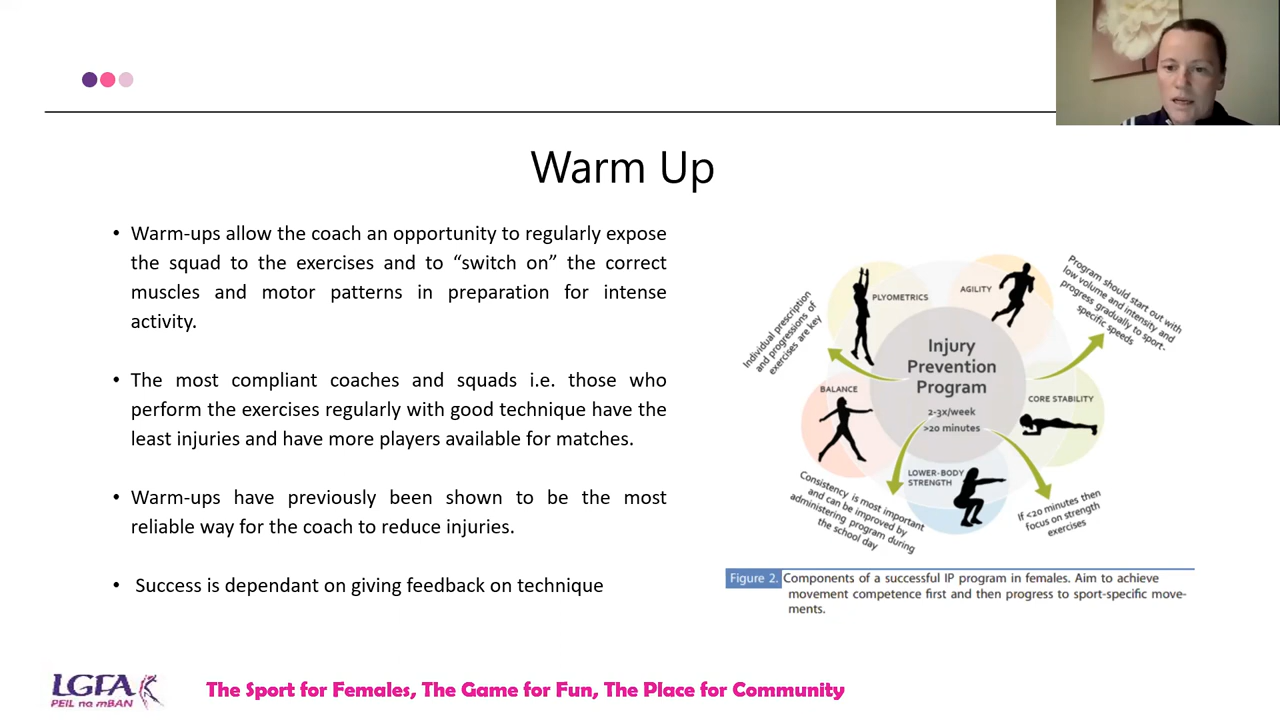 Warm Up
• Warm-ups allow the coach an opportunity to regularly expose
the squad to the exercises and to “switch on” the correct
muscles and motor patterns in preparation for intense
activity.
• The most compliant coaches and squads i.e. those who
perform the exercises regularly with good technique have the
least injuries and have more players available for matches.
• Warm-ups have previously been shown to be the most
reliable way for the coach to reduce injuries.
• Success is dependant on giving feedback on technique
Individual prescription
and progressions of
exercises are key
PLYOMETRICS
AGILITY
Program should start out with
low volume and intensity and
progress gradually to sport-
specific speeds
Injury
Prevention
Program
2-3x/week
>20 minutes
BALANCE
CORE STABILITY
LOWER-BODY
STRENGTH
Consistency is most important
and can be improved by
administering program during
the school day
If <20 minutes then
focus on strength
exercises
Figure 2. Components of a successful IP program in females. Aim to achieve
movement competence first and then progress to sport-specific move-
ments.
LGFA
PEIL na mBAN
The Sport for Females, The Game for Fun, The Place for Community